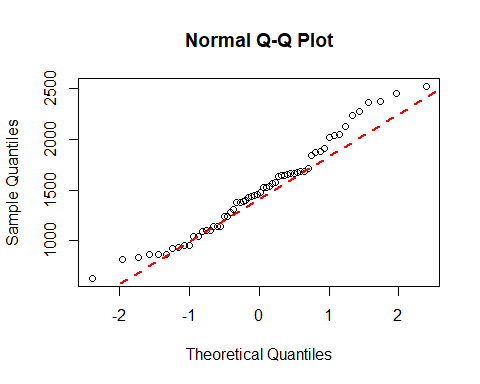 Normal Q-Q Plot
Sample Quantiles
2500
2000
1500
1000
-2 -1 0 1 2
Theoretical Quantiles